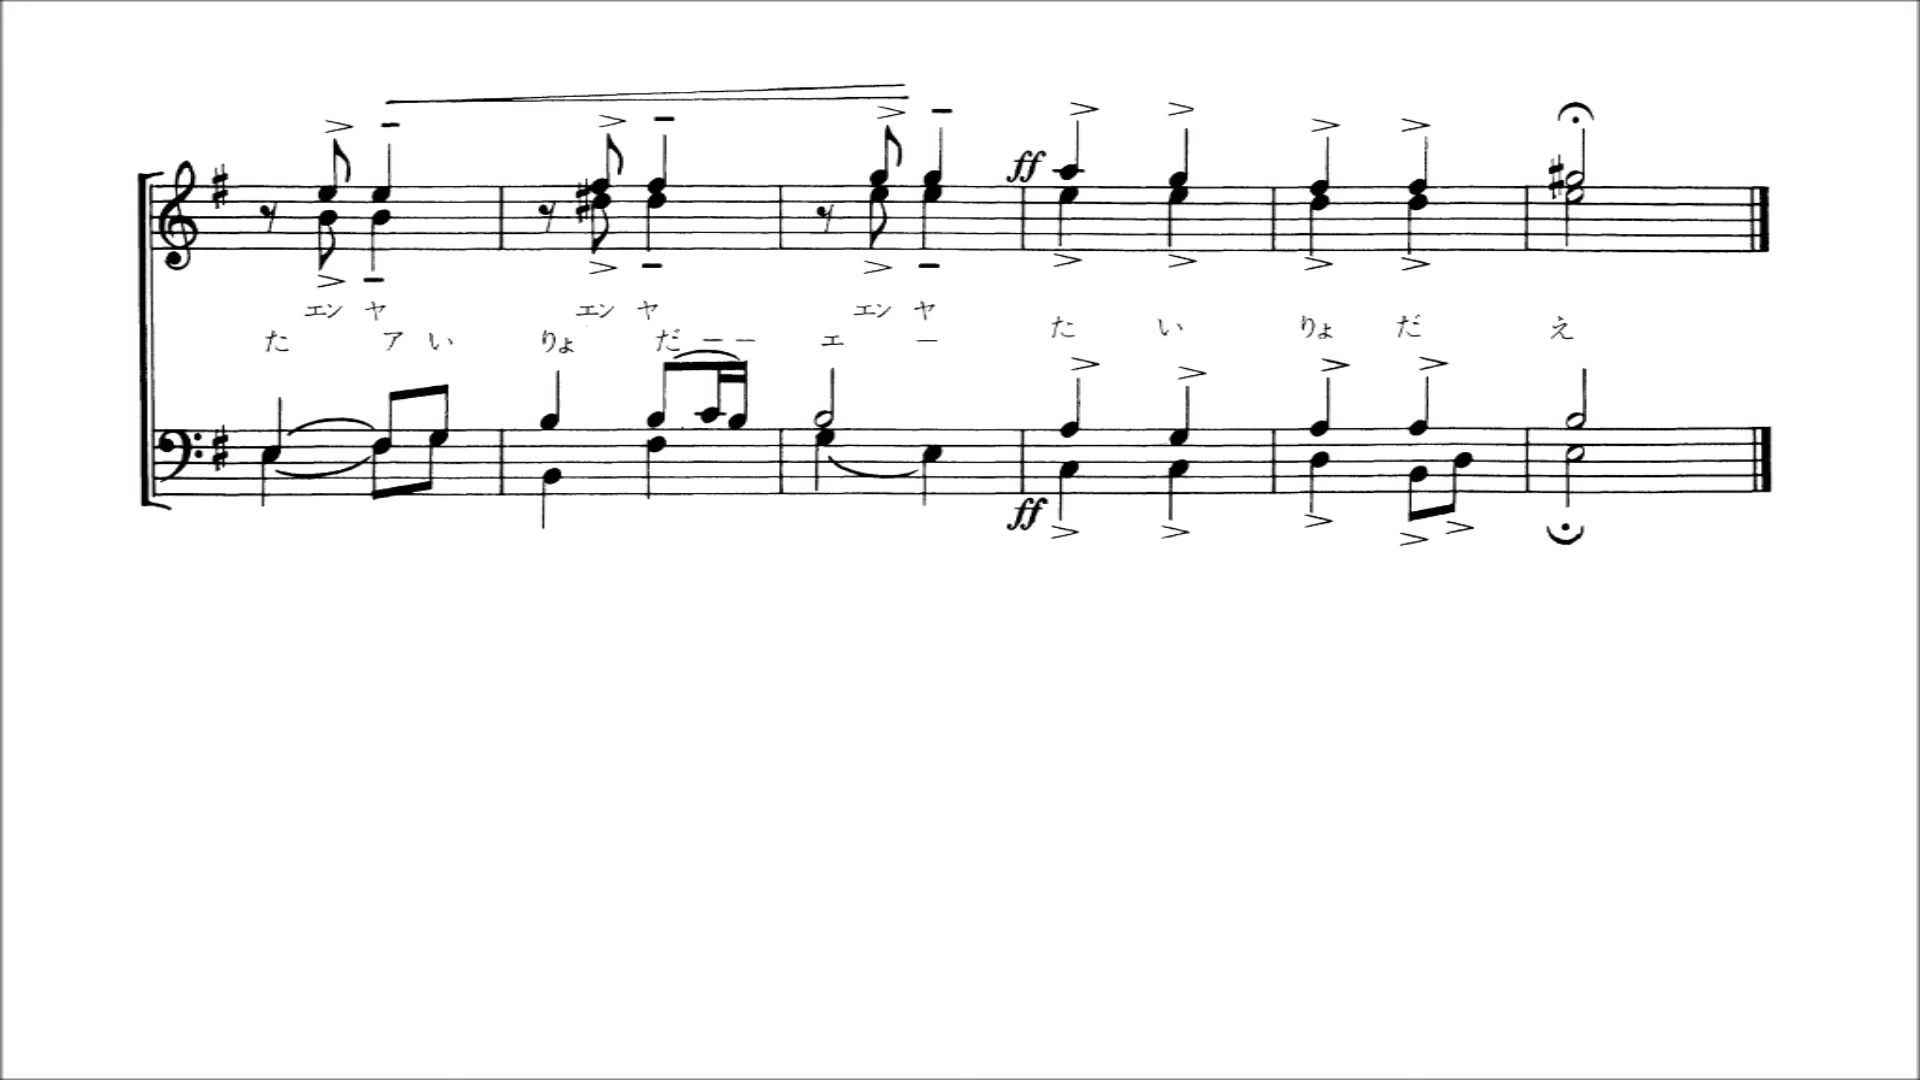 エン ヤ エン ヤ エン ヤ
た ア い りょ だ ー ー エ ー
ff た い りょ だ え
ff